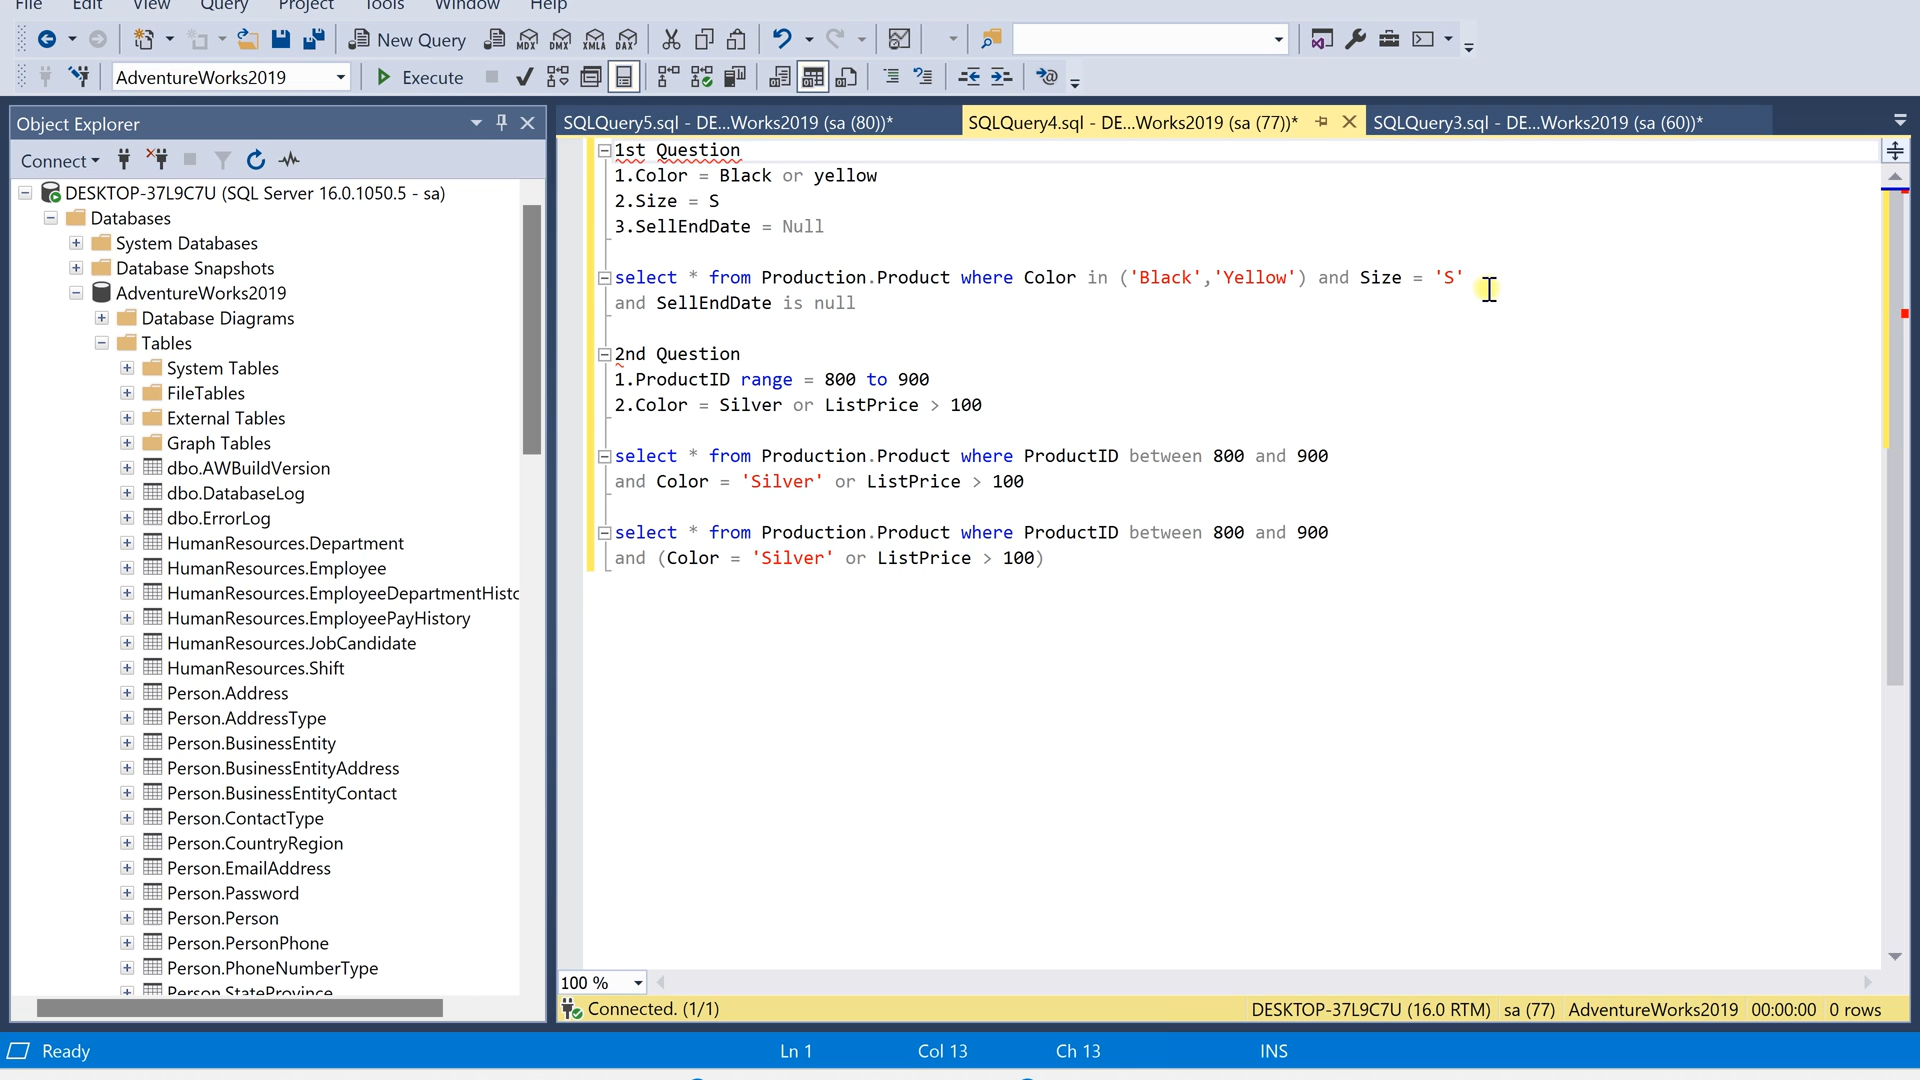 File Edit View Query Project Tools Window Help
New Query MDX DMX XMLA DAX
AdventureWorks2019 Execute
Object Explorer
Connect
DESKTOP-37L9C7U (SQL Server 16.0.1050.5 - sa)
Databases
System Databases
Database Snapshots
AdventureWorks2019
Database Diagrams
Tables
System Tables
FileTables
External Tables
Graph Tables
dbo.AWBuildVersion
dbo.DatabaseLog
dbo.ErrorLog
HumanResources.Department
HumanResources.Employee
HumanResources.EmployeeDepartmentHisto
HumanResources.EmployeePayHistory
HumanResources.JobCandidate
HumanResources.Shift
Person.Address
Person.AddressType
Person.BusinessEntity
Person.BusinessEntityAddress
Person.BusinessEntityContact
Person.ContactType
Person.CountryRegion
Person.EmailAddress
Person.Password
Person.Person
Person.PersonPhone
Person.PhoneNumberType
Person.StateProvince
SQLQuery5.sql - DE...Works2019 (sa (80))* SQLQuery4.sql - DE...Works2019 (sa (77))* SQLQuery3.sql - DE...Works2019 (sa (60))*
1st Question
1.Color = Black or yellow
2.Size = S
3.SellEndDate = Null
select * from Production.Product where Color in ('Black','Yellow') and Size = 'S'
and SellEndDate is null
2nd Question
1.ProductID range = 800 to 900
2.Color = Silver or ListPrice > 100
select * from Production.Product where ProductID between 800 and 900
and Color = 'Silver' or ListPrice > 100
select * from Production.Product where ProductID between 800 and 900
and (Color = 'Silver' or ListPrice > 100)
100 %
Connected. (1/1) DESKTOP-37L9C7U (16.0 RTM) sa (77) AdventureWorks2019 00:00:00 0 rows
Ready Ln 1 Col 13 Ch 13 INS